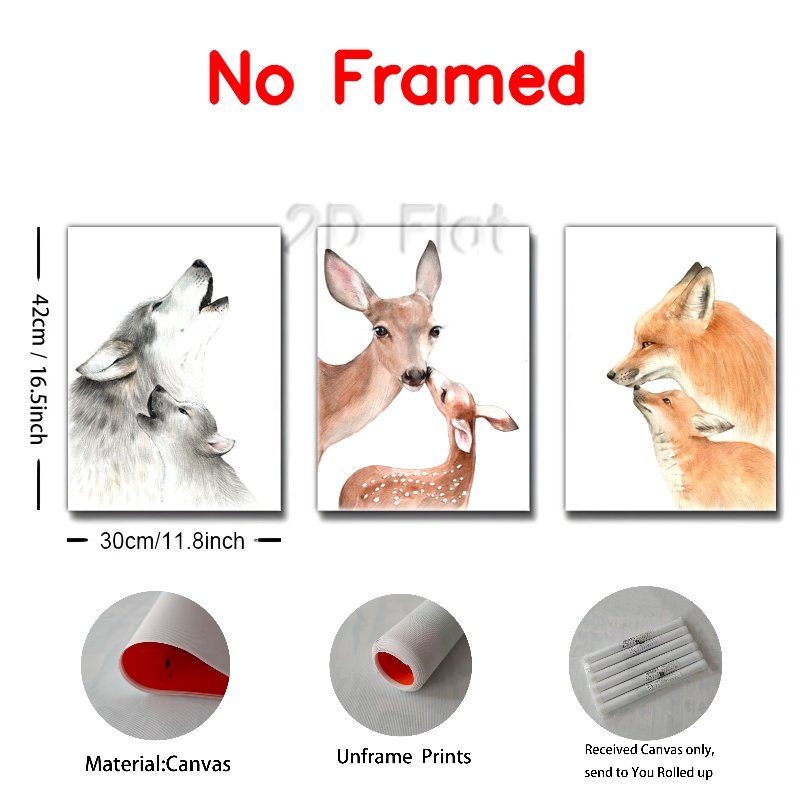 No Framed
2D Flat
42cm / 16.5inch
30cm/11.8inch
Material:Canvas
Unframe Prints
Received Canvas only,
send to You Rolled up